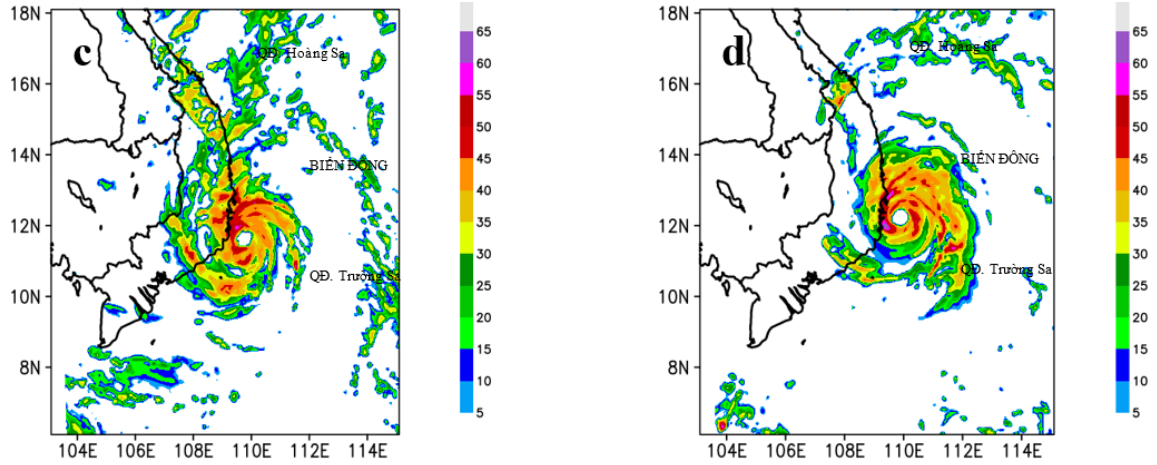 c
18N
16N
14N
12N
10N
8N
104E 106E 108E 110E 112E 114E
QĐ. Hoàng Sa
BIỂN ĐÔNG
QĐ. Trường Sa
65
60
55
50
45
40
35
30
25
20
15
10
5
d
18N
16N
14N
12N
10N
8N
104E 106E 108E 110E 112E 114E
QĐ. Hoàng Sa
BIỂN ĐÔNG
QĐ. Trường Sa
65
60
55
50
45
40
35
30
25
20
15
10
5